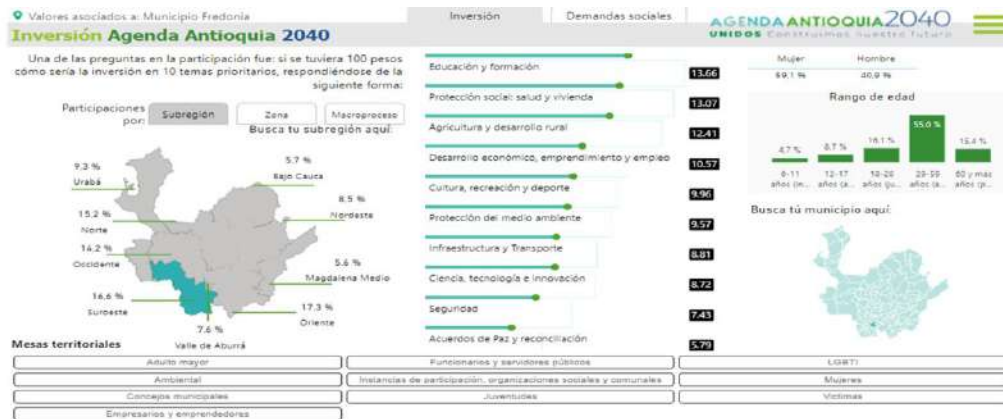 Valores asociados a: Municipio Fredonia
Inversión
Demandas sociales
AGENDA ANTIOQUIA 2040
UNIDOS Construimos nuestro futuro
Inversión Agenda Antioquia 2040
Una de las preguntas en la participación fue: si se tuviera 100 pesos
cómo sería la inversión en 10 temas prioritarios, respondiéndose de la
siguiente forma:
Participaciones
por:
Subregión
Zona
Macroproceso
Busca tu subregión aquí:
9.3 %
Urabá
5.7 %
Bajo Cauca
15.2 %
Norte
8.5 %
Nordeste
14.2 %
Occidente
5.6 %
Magdalena Medio
16.6 %
Suroeste
17.3 %
Oriente
7.6 %
Valle de Aburrá
Educación y formación
13.66
Protección social: salud y vivienda
13.07
Agricultura y desarrollo rural
12.41
Desarrollo económico, emprendimiento y empleo
10.57
Cultura, recreación y deporte
9.96
Protección del medio ambiente
9.57
Infraestructura y Transporte
8.81
Ciencia, tecnología e innovación
8.72
Seguridad
7.43
Acuerdos de Paz y reconciliación
5.79
Mujer
Hombre
59.1 %
40.9 %
Rango de edad
4.7 %
8.7 %
16.1 %
55.0 %
15.4 %
6-11
años (in...
12-17
años (a...
18-28
años (ju...
29-59
años (a...
60 y más
años (p...
Busca tú municipio aquí:
Mesas territoriales
Adulto mayor
Funcionarios y servidores públicos
LGBTI
Ambiental
Instancias de participación, organizaciones sociales y comunales
Mujeres
Concejos municipales
Juventudes
Víctimas
Empresarios y emprendedores